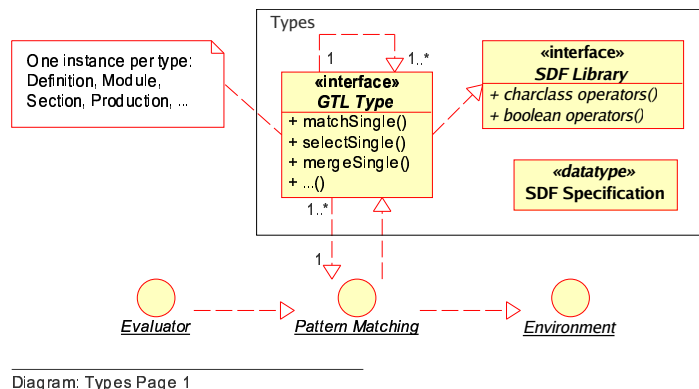 Types
One instance per type:
Definition, Module,
Section, Production, ...
1
1..*
«interface»
GTL Type
+ matchSingle()
+ selectSingle()
+ mergeSingle()
+ ...()
«interface»
SDF Library
+ charclass operators()
+ boolean operators()
«datatype»
SDF Specification
1..*
1
Evaluator
Pattern Matching
Environment
Diagram: Types Page 1